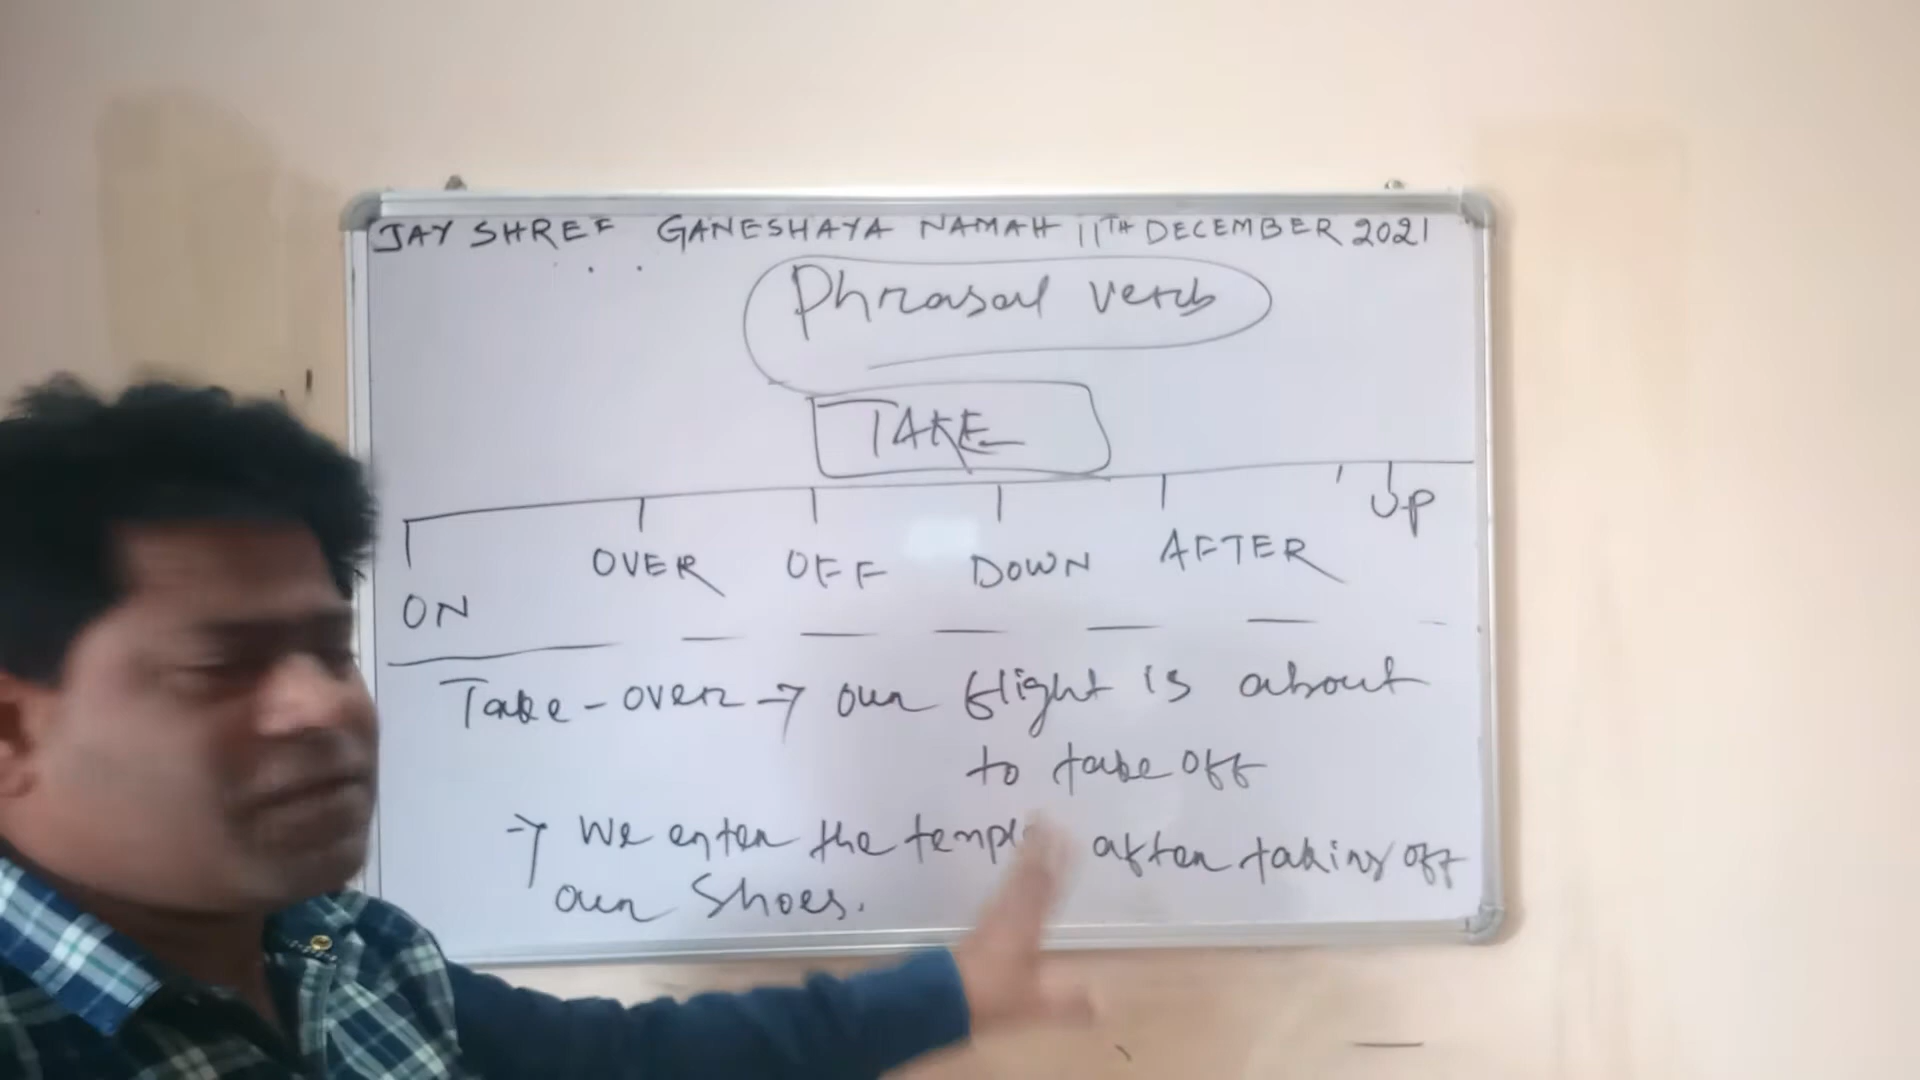 JAY SHREE GANESHAYA NAMAH 11TH DECEMBER 2021
Phrasal verb
TAKE
UP
ON OVER OFF DOWN AFTER
Take-over → our flight is about
to take off
→ We enter the temple after taking off
our shoes.